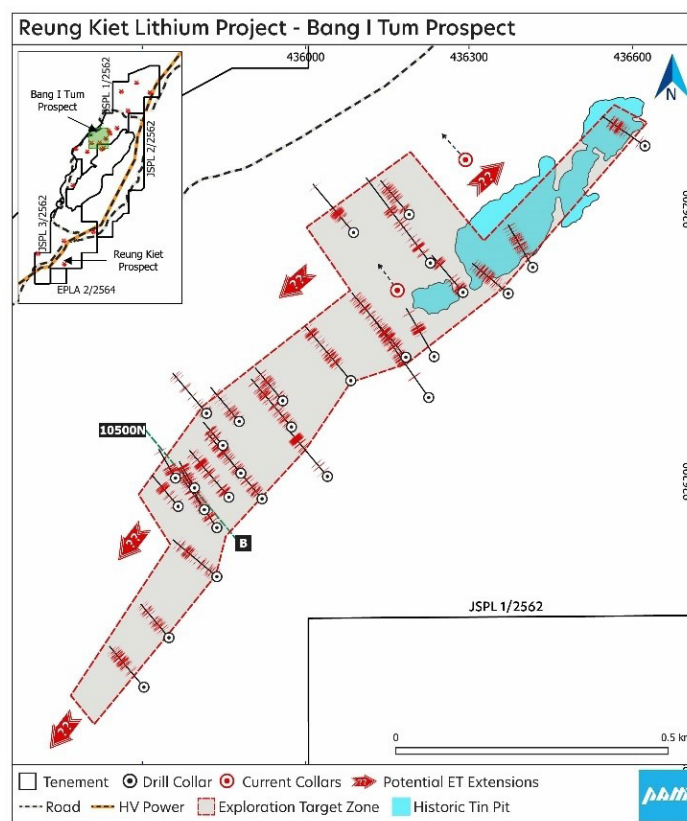 Reung Kiet Lithium Project - Bang I Tum Prospect
436000
436300
436600
Bang I Tum
Prospect
JSPL 1/2562
JSPL 2/2562
JSPL 3/2562
Reung Kiet
Prospect
EPLA 2/2564
N
??
??
10500N
B
??
??
JSPL 1/2562
0
0.5 km
Tenement
Drill Collar
Current Collars
?? Potential ET Extensions
Road
HV Power
Exploration Target Zone
Historic Tin Pit
PAM